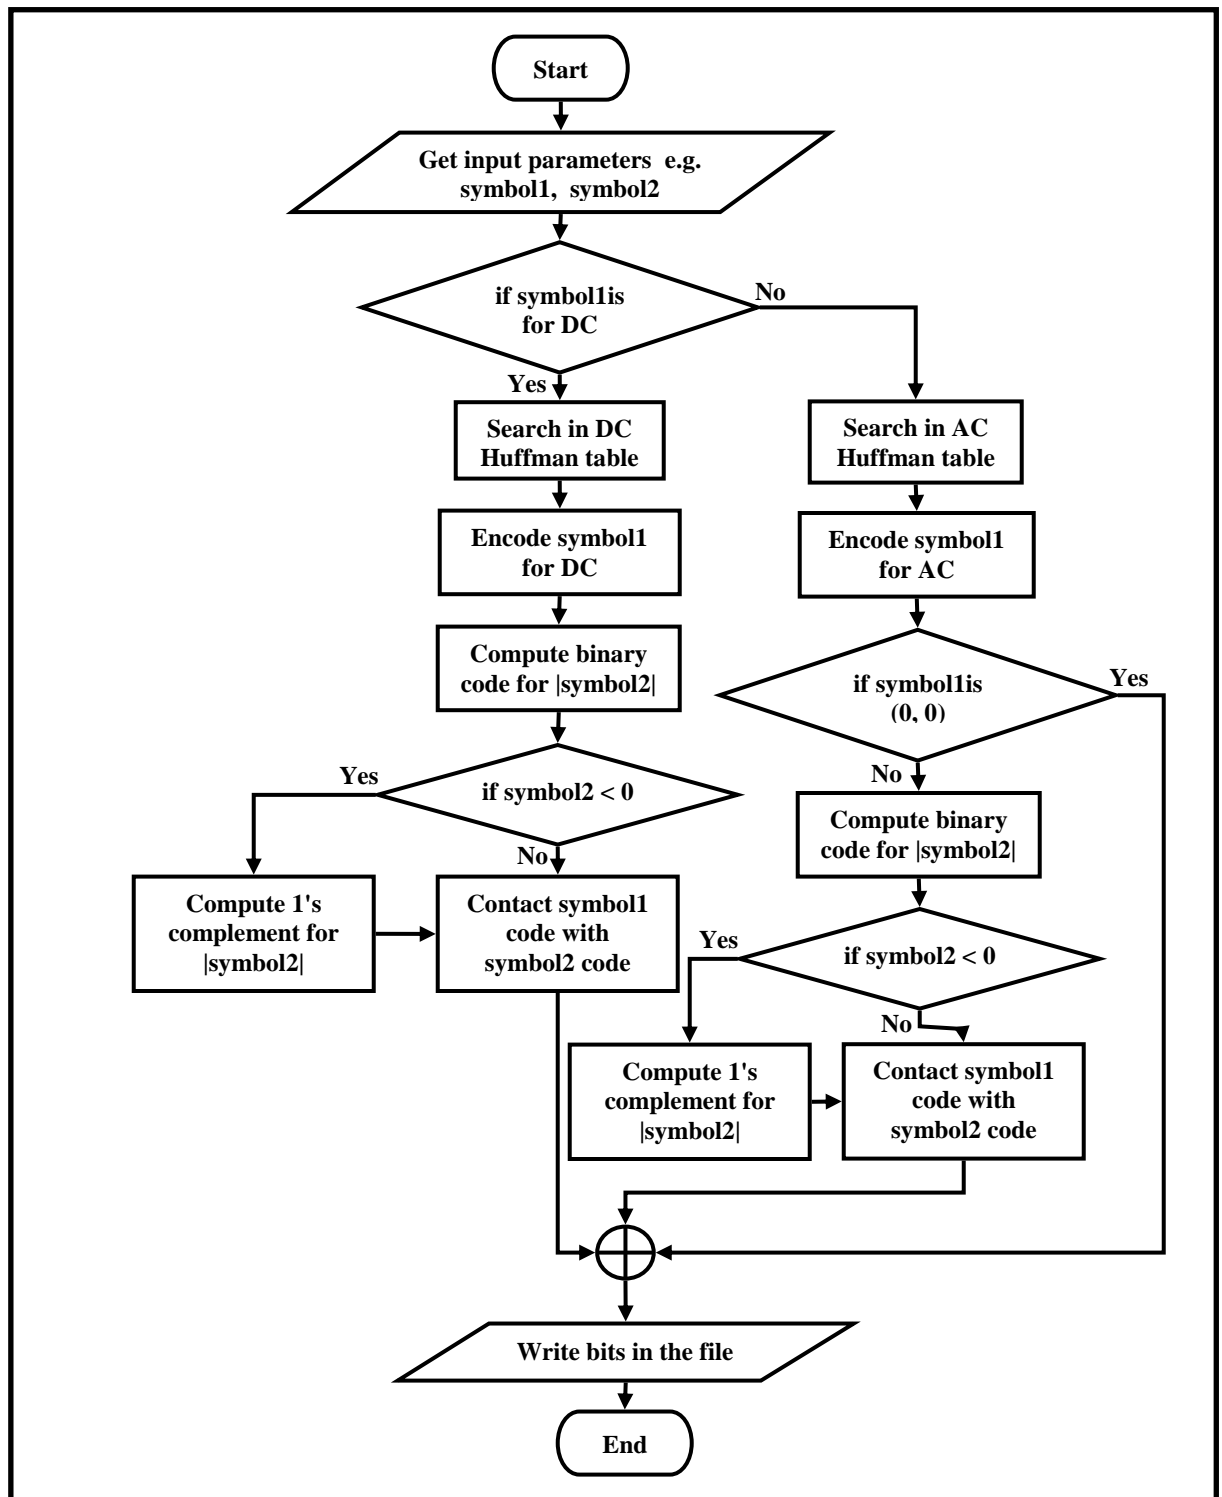 Start
Get input parameters e.g.
symbol1, symbol2
if symbol1is
for DC
No
Yes
Search in DC
Huffman table
Search in AC
Huffman table
Encode symbol1
for DC
Encode symbol1
for AC
Compute binary
code for |symbol2|
if symbol1is
(0, 0)
Yes
No
Yes
if symbol2 < 0
No
Compute binary
code for |symbol2|
Compute 1's
complement for
|symbol2|
Contact symbol1
code with
symbol2 code
Yes
if symbol2 < 0
No
Compute 1's
complement for
|symbol2|
Contact symbol1
code with
symbol2 code
Write bits in the file
End